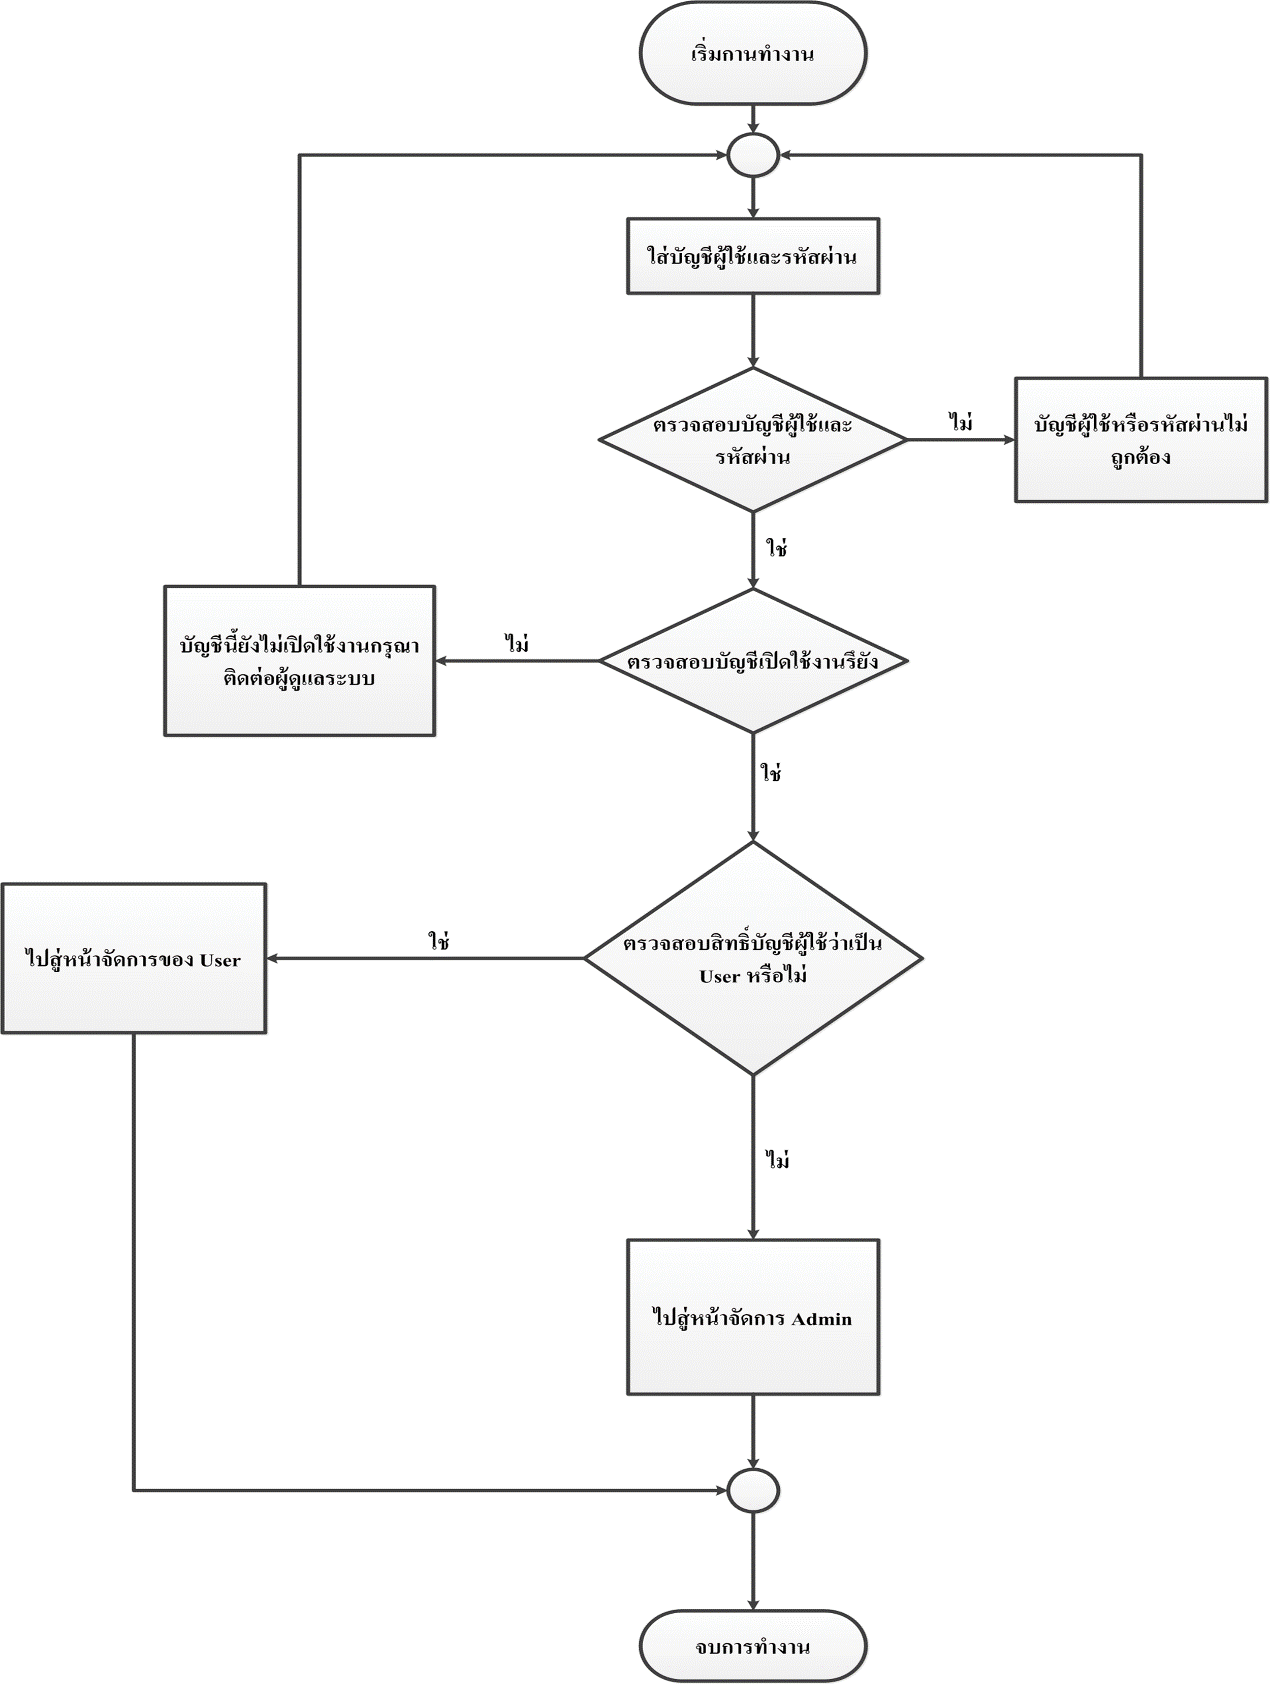 เริ่มกานทำงาน
ใส่บัญชีผู้ใช้และรหัสผ่าน
ตรวจสอบบัญชีผู้ใช้และ
รหัสผ่าน
ไม่
บัญชีผู้ใช้หรือรหัสผ่านไม่
ถูกต้อง
ใช่
ตรวจสอบบัญชีเปิดใช้งานรึยัง
ไม่
บัญชีนี้ยังไม่เปิดใช้งานกรุณา
ติดต่อผู้ดูแลระบบ
ใช่
ตรวจสอบสิทธิ์บัญชีผู้ใช้ว่าเป็น
User หรือไม่
ใช่
ไปสู่หน้าจัดการของ User
ไม่
ไปสู่หน้าจัดการ Admin
จบการทำงาน